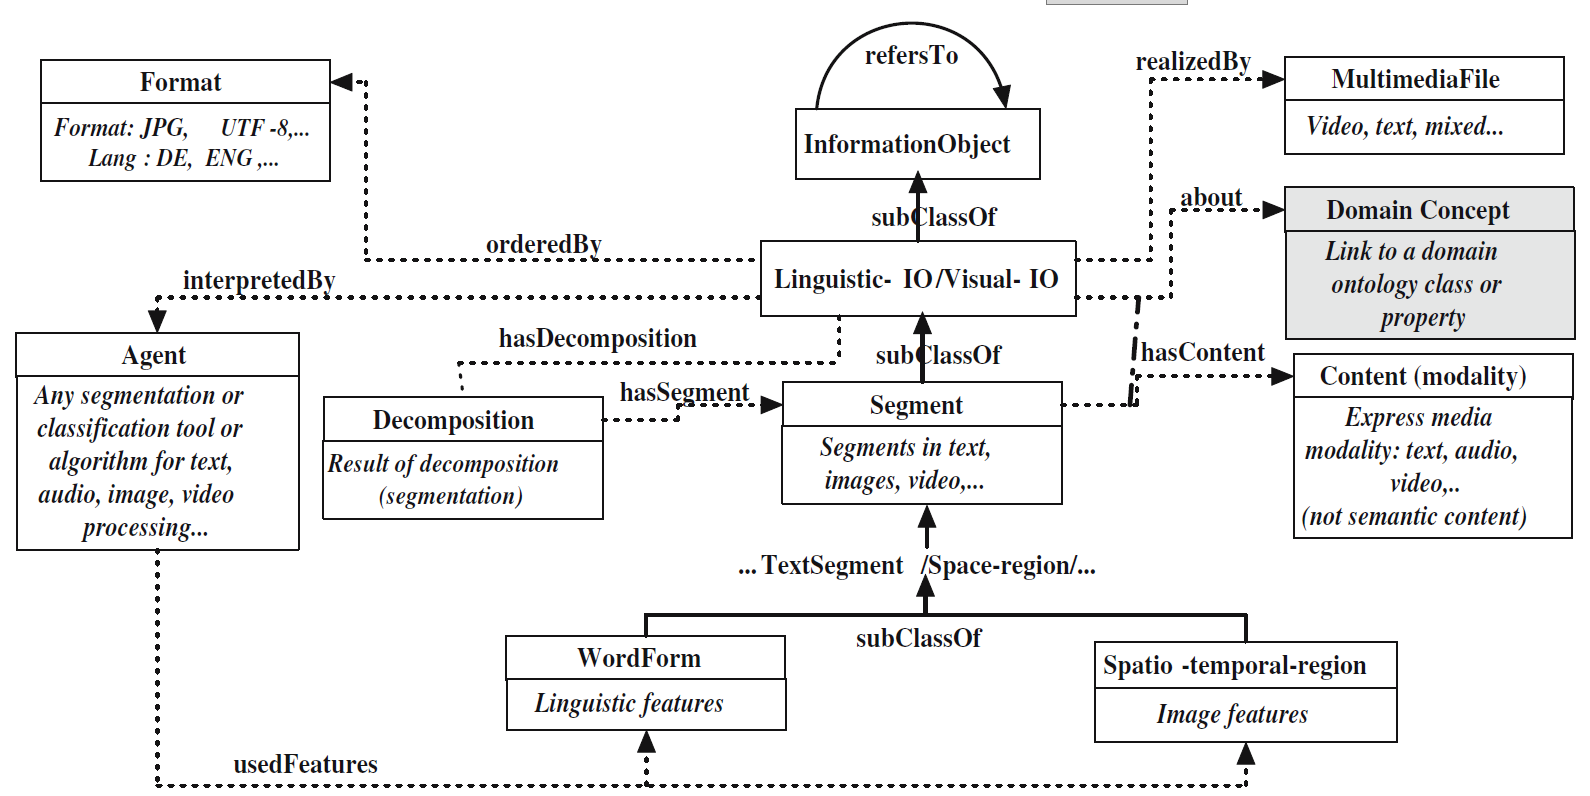 refersTo
realizedBy
Format
Format: JPG, UTF -8,...
Lang : DE, ENG ,...
InformationObject
MultimediaFile
Video, text, mixed...
subClassOf
about
Domain Concept
Link to a domain
ontology class or
property
orderedBy
interpretedBy
Linguistic- IO/Visual- IO
hasDecomposition
subClassOf
hasContent
Agent
Any segmentation or
classification tool or
algorithm for text,
audio, image, video
processing...
hasSegment
Decomposition
Result of decomposition
(segmentation)
Segment
Segments in text,
images, video,...
Content (modality)
Express media
modality: text, audio,
video,..
(not semantic content)
... TextSegment /Space-region/...
subClassOf
WordForm
Linguistic features
Spatio -temporal-region
Image features
usedFeatures